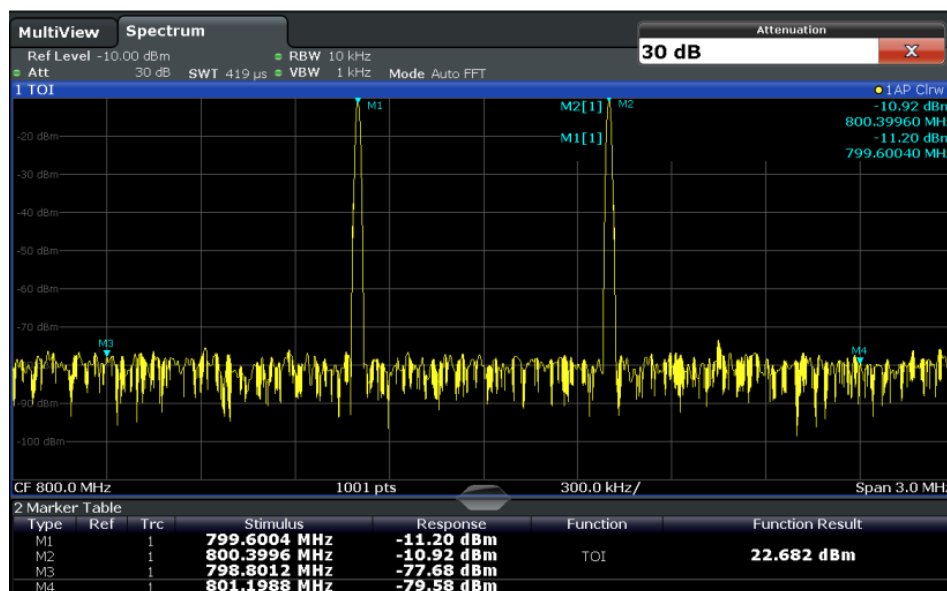 MultiView Spectrum
Attenuation
30 dB X
Ref Level -10.00 dBm RBW 10 kHz
Att 30 dB SWT 419 µs VBW 1 kHz Mode Auto FFT
1 TOI 1AP Clrw
M1 M2[1] M2 -10.92 dBm
800.39960 MH
-20 dBm M1[1] -11.20 dBm
799.60040 MH
-30 dBm
-40 dBm
-50 dBm
-60 dBm
-70 dBm
M3 M4
-90 dBm
-100 dBm
CF 800.0 MHz 1001 pts 300.0 kHz/ Span 3.0 MH
2 Marker Table
Type Ref Trc Stimulus Response Function Function Result
M1 1 799.6004 MHz -11.20 dBm
M2 1 800.3996 MHz -10.92 dBm TOI 22.682 dBm
M3 1 798.8012 MHz -77.68 dBm
M4 1 801.1988 MHz -79.58 dBm